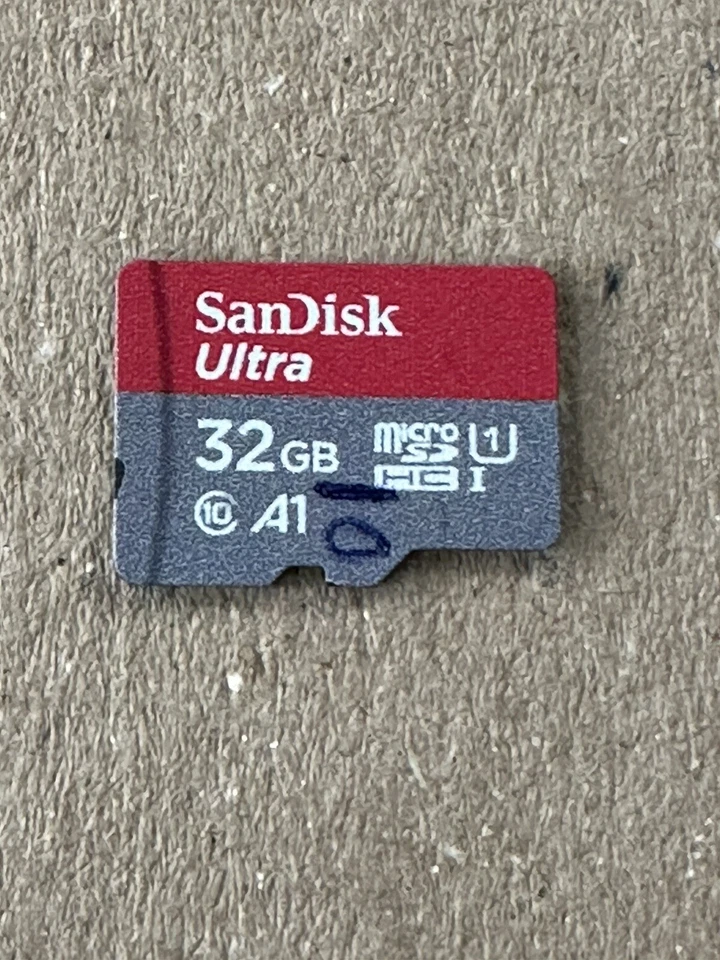 SanDisk
Ultra
32GB micro SD HC I U1
10 A1